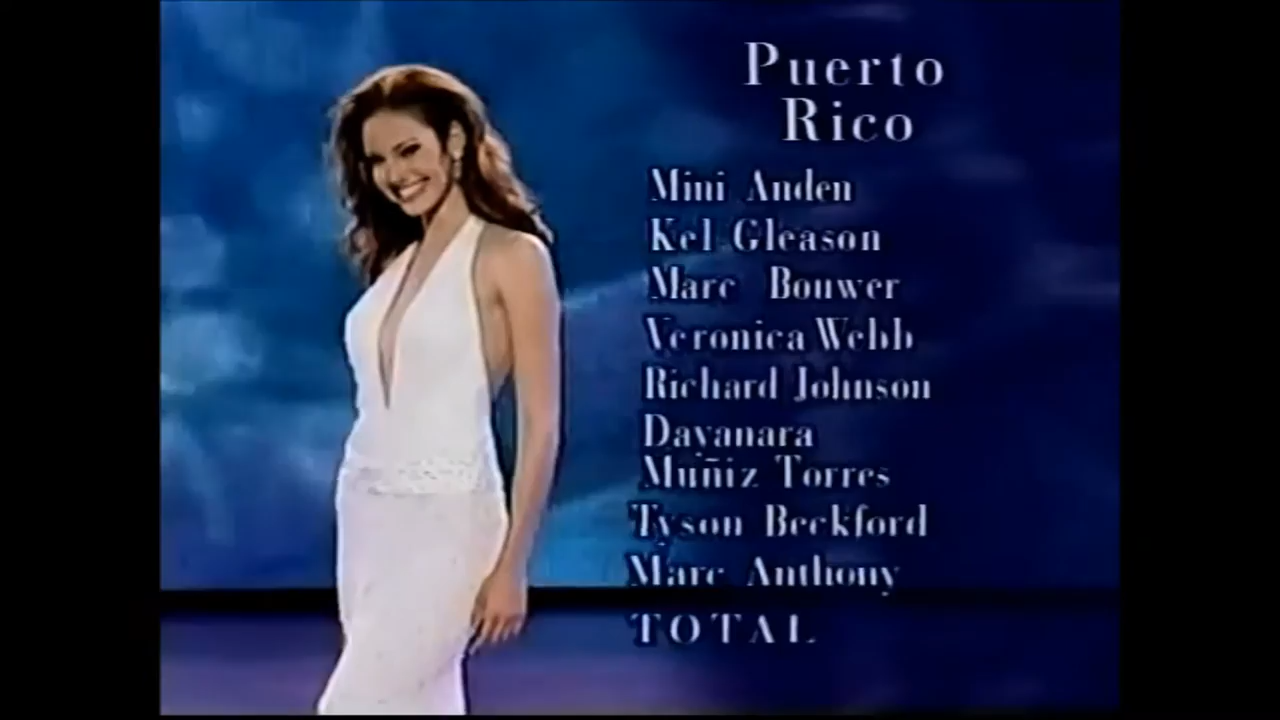 Puerto
Rico
Mini Anden
Kel Gleason
Marc Bouwer
Veronica Webb
Richard Johnson
Dayanara
Muñiz Torres
Tyson Beckford
Marc Anthony
TOTAL